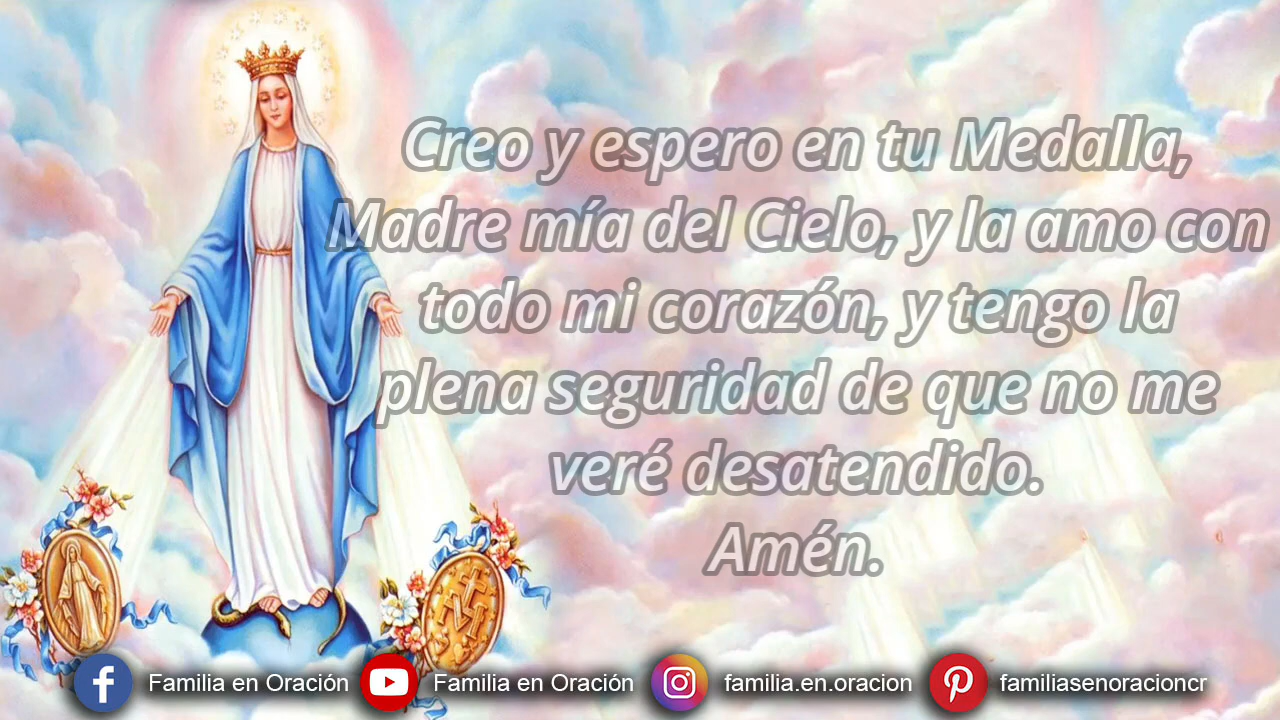 Creo y espero en tu Medalla,
Madre mía del Cielo, y la amo con
todo mi corazón, y tengo la
plena seguridad de que no me
veré desatendido.
Amén.
Familia en Oración
Familia en Oración
familia.en.oracion
familiasenoracioncr